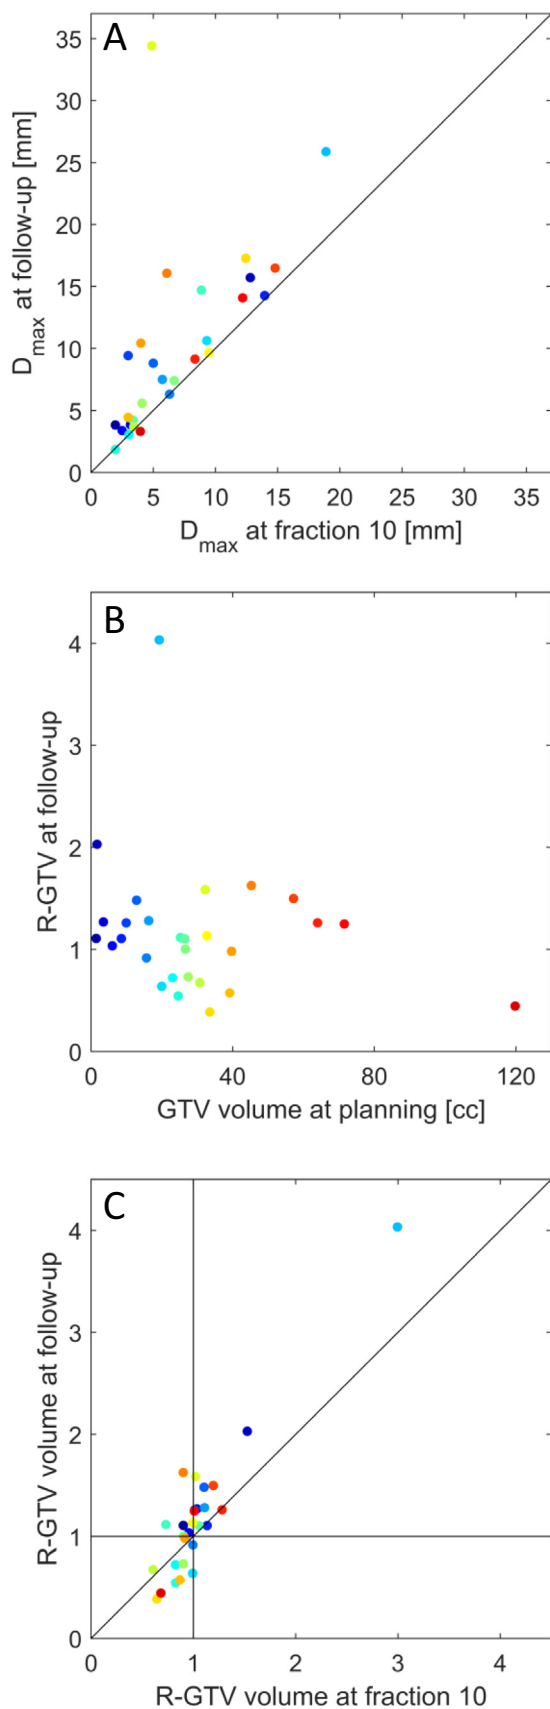 A
35
30
25
20
15
10
5
0
0 5 10 15 20 25 30 35
Dmax at follow-up [mm]
Dmax at fraction 10 [mm]
B
4
3
2
1
0
0 40 80 120
R-GTV at follow-up
GTV volume at planning [cc]
C
4
3
2
1
0
0 1 2 3 4
R-GTV volume at follow-up
R-GTV volume at fraction 10